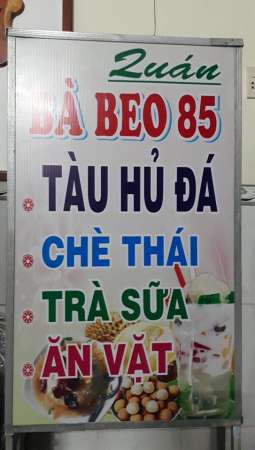 Quán
BÀ BEO 85
TÀU HỦ ĐÁ
CHÈ THÁI
TRÀ SỮA
ĂN VẶT